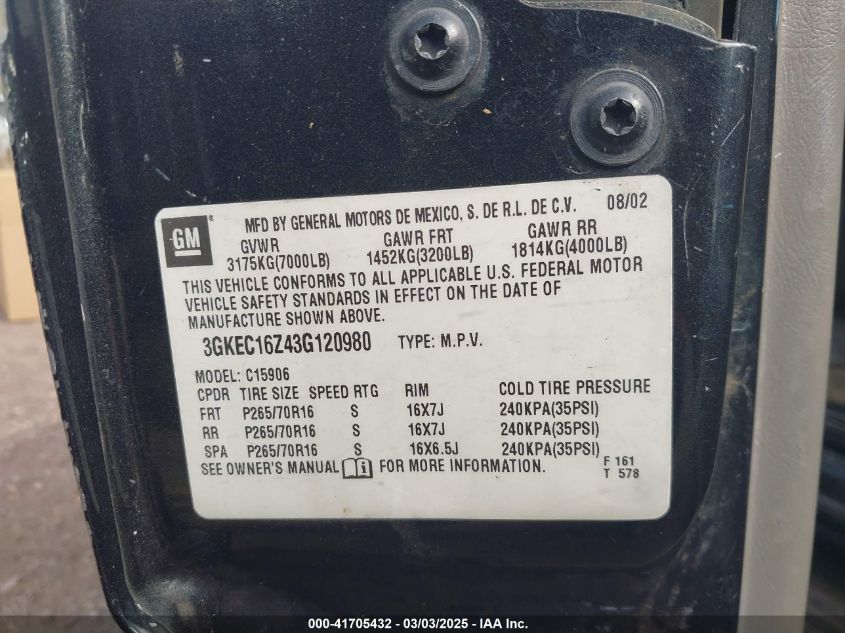 GM
MFD BY GENERAL MOTORS DE MEXICO, S. DE R.L. DE C.V. 08/02
GVWR GAWR FRT GAWR RR
3175KG(7000LB) 1452KG(3200LB) 1814KG(4000LB)
THIS VEHICLE CONFORMS TO ALL APPLICABLE U.S. FEDERAL MOTOR
VEHICLE SAFETY STANDARDS IN EFFECT ON THE DATE OF
MANUFACTURE SHOWN ABOVE.
3GKEC16Z43G120980 TYPE: M.P.V.
MODEL: C15906
CPDR TIRE SIZE SPEED RTG RIM COLD TIRE PRESSURE
FRT P265/70R16 S 16X7J 240KPA(35PSI)
RR P265/70R16 S 16X7J 240KPA(35PSI)
SPA P265/70R16 S 16X6.5J 240KPA(35PSI)
SEE OWNER'S MANUAL FOR MORE INFORMATION. F 161
T 578
000-41705432 - 03/03/2025 - IAA Inc.